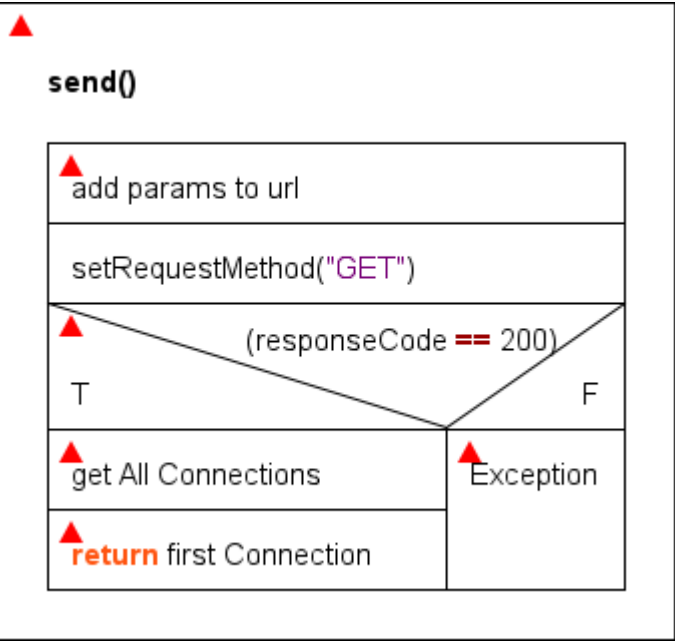 send()
add params to url
setRequestMethod("GET")
(responseCode == 200)
T
F
get All Connections
Exception
return first Connection